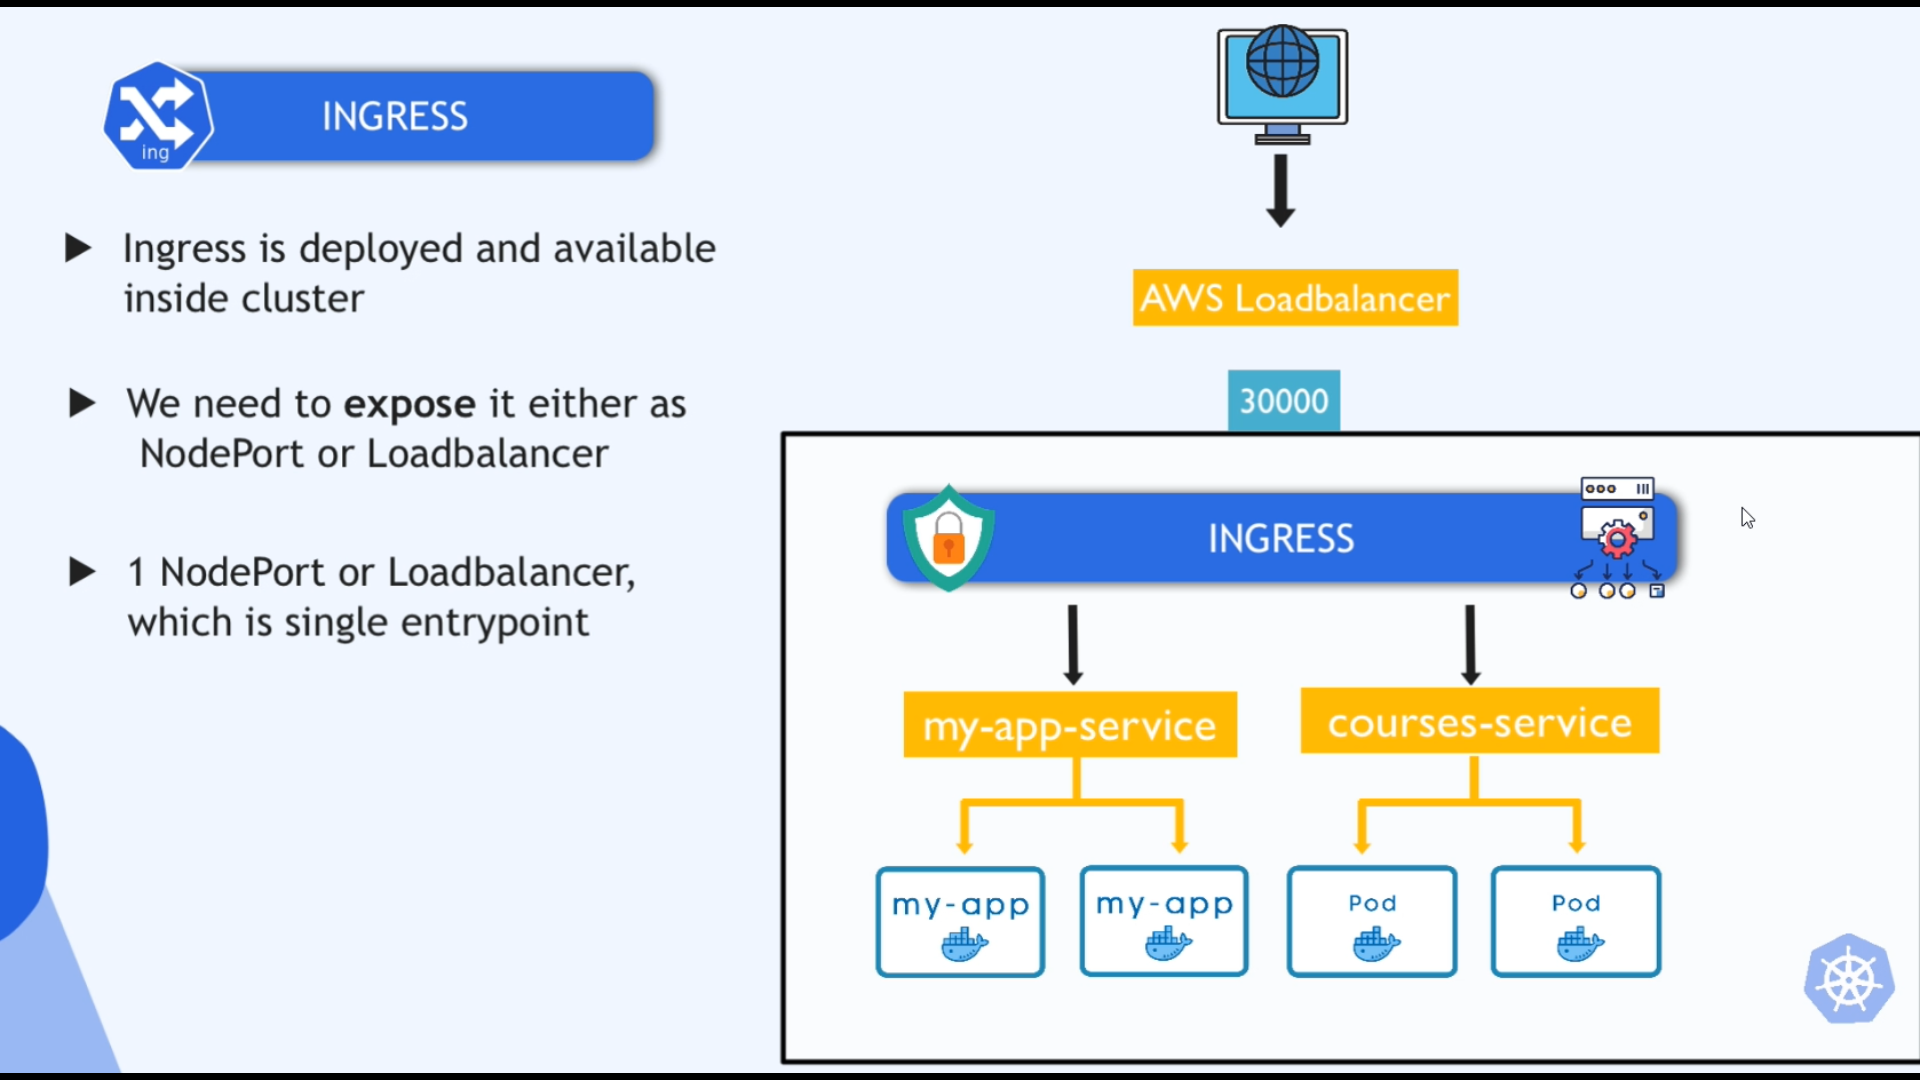 INGRESS
ing
Ingress is deployed and available
inside cluster
We need to expose it either as
NodePort or Loadbalancer
1 NodePort or Loadbalancer,
which is single entrypoint
AWS Loadbalancer
30000
INGRESS
my-app-service
courses-service
my-app
my-app
Pod
Pod